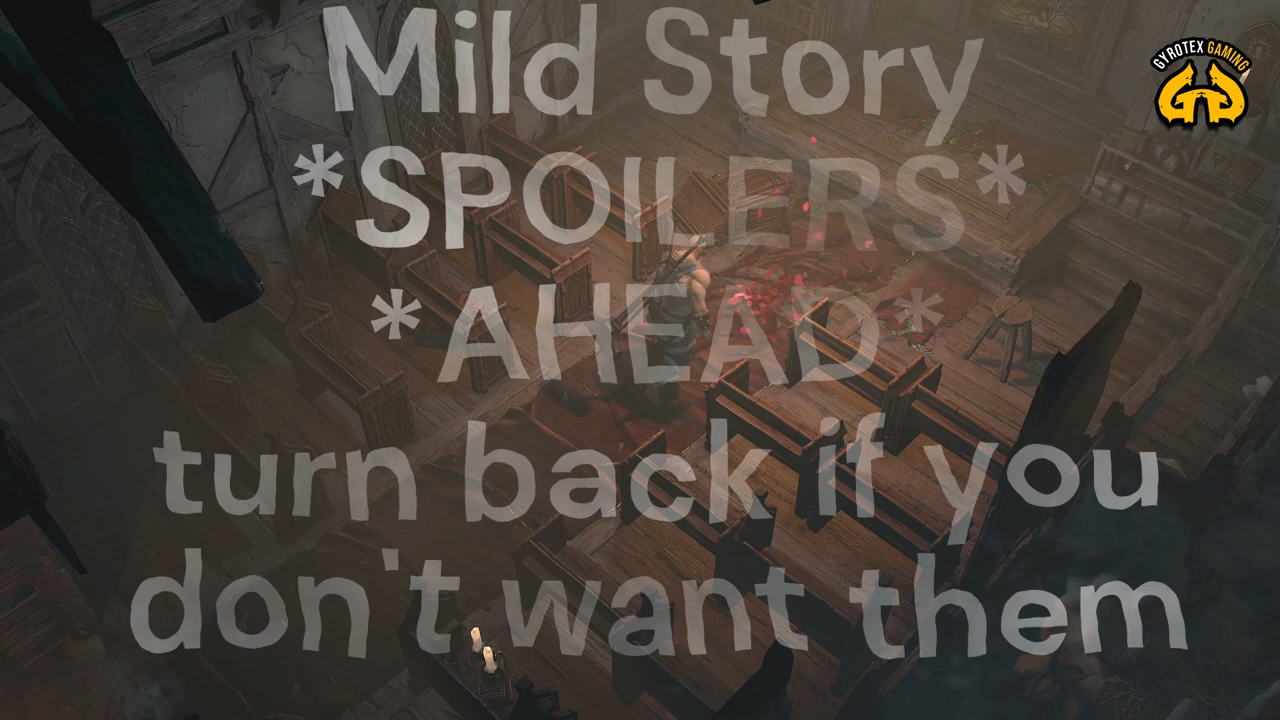 Mild Story
*SPOILERS*
*AHEAD*
turn back if you
don't want them
GYROTEX GAMING